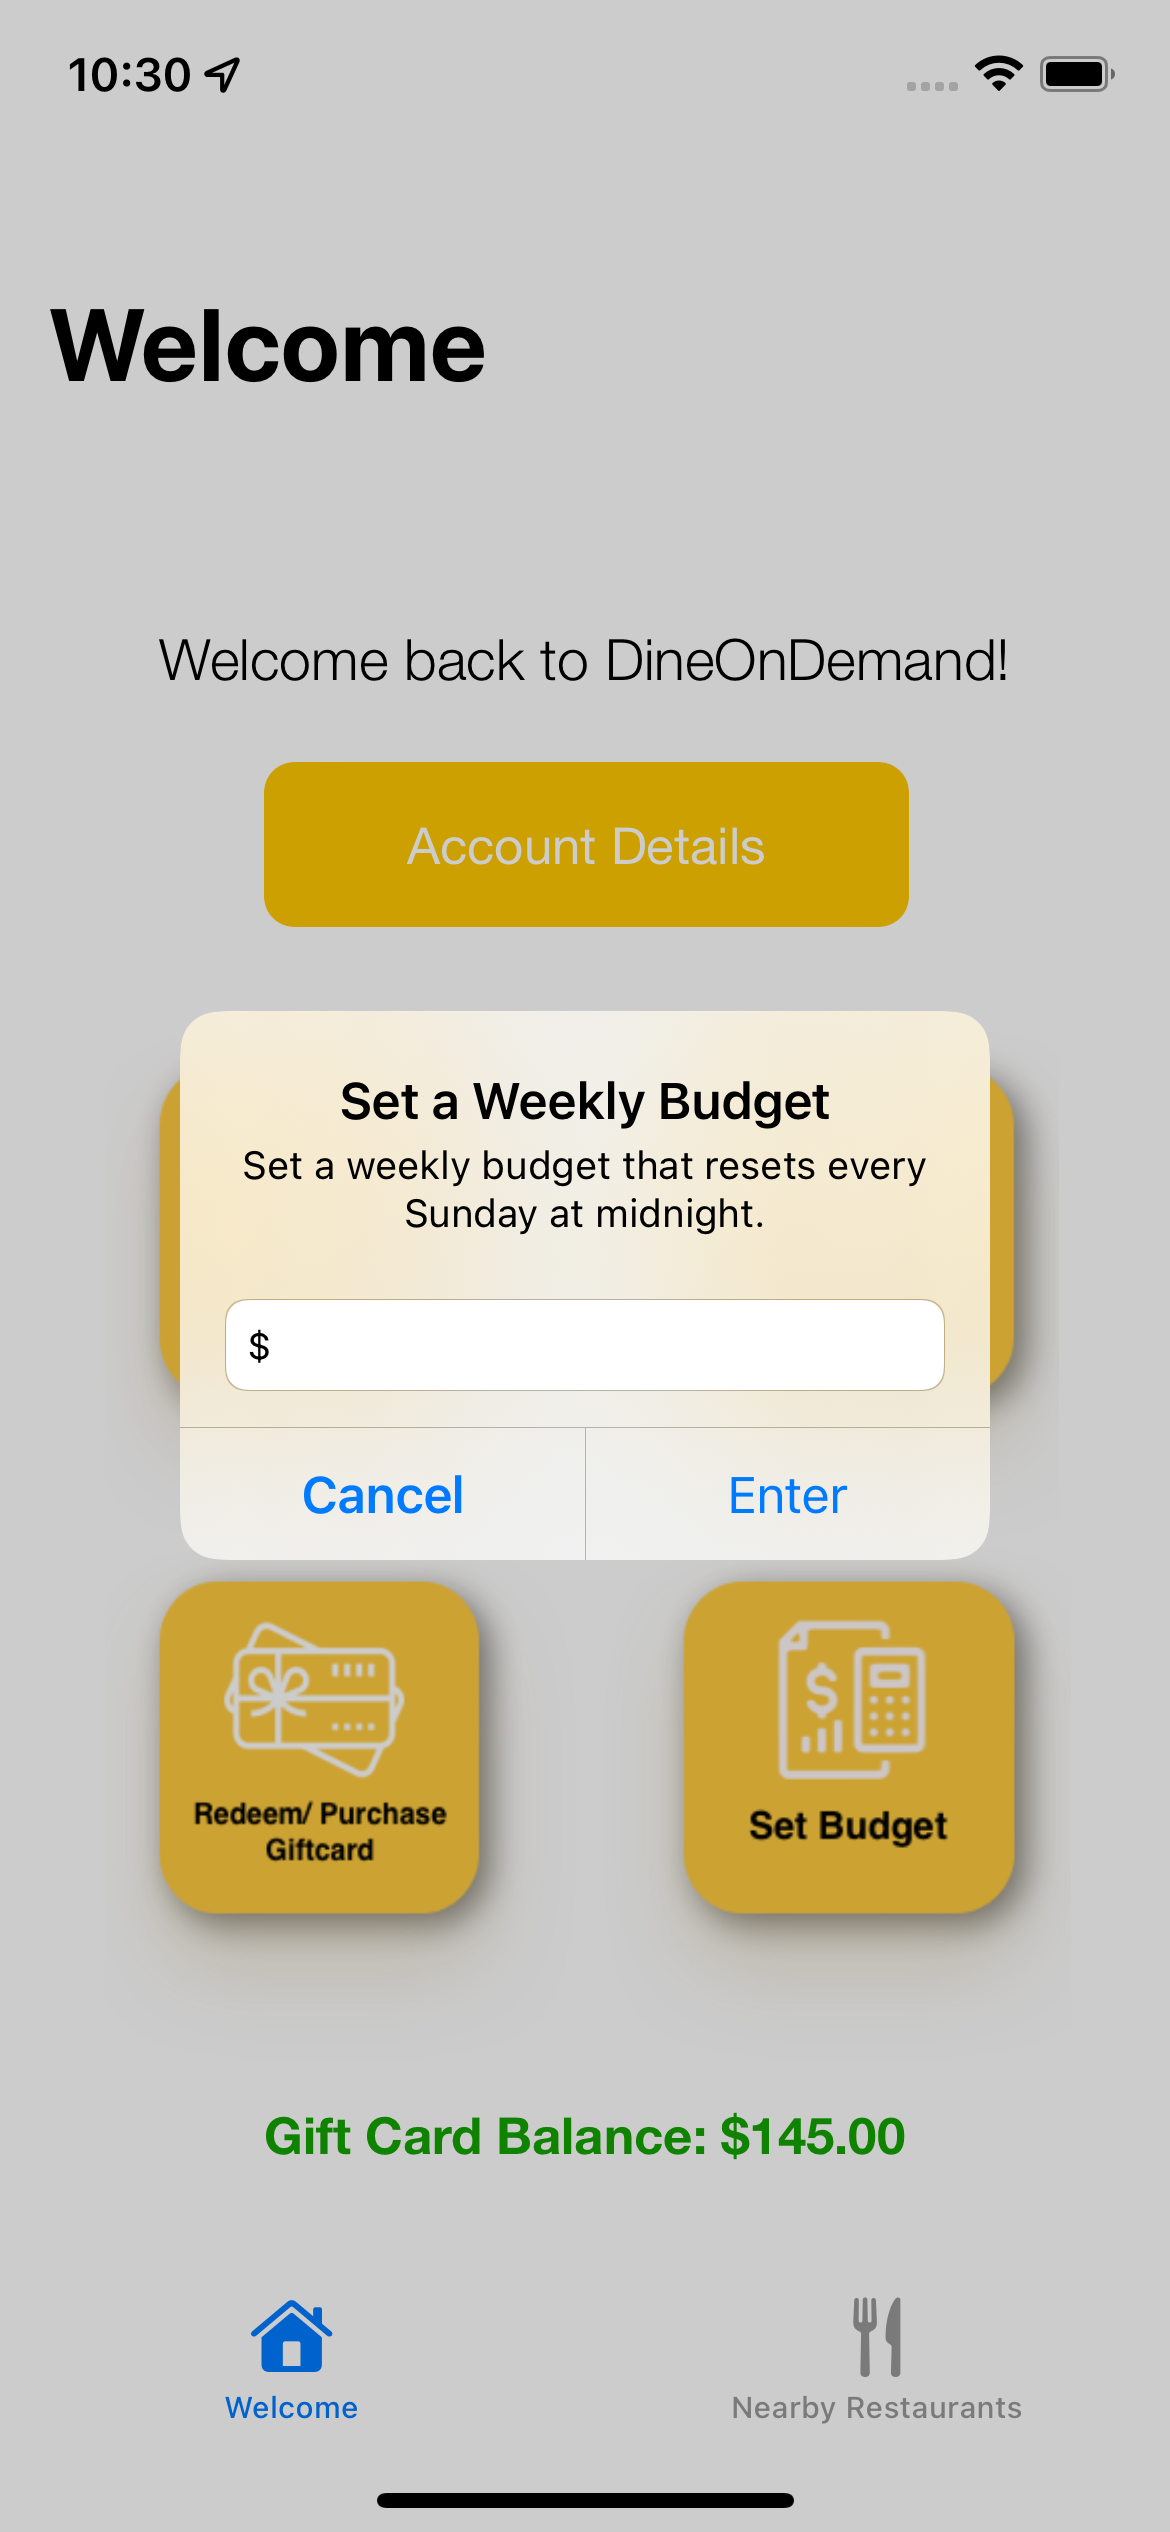 10:30
Welcome
Welcome back to DineOnDemand!
Account Details
Set a Weekly Budget
Set a weekly budget that resets every
Sunday at midnight.
$
Cancel
Enter
Redeem/ Purchase
Giftcard
Set Budget
Gift Card Balance: $145.00
Welcome
Nearby Restaurants